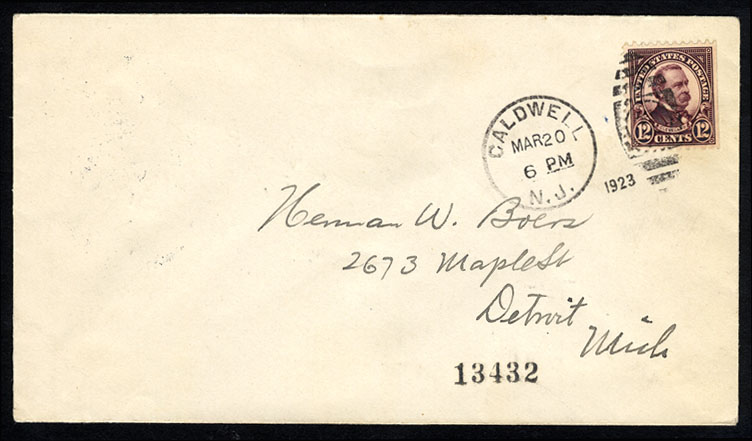 UNITED STATES POSTAGE
12 CENTS 12
CALDWELL
MAR 20
6 PM
N.J.
1923
Herman W. Boers
2673 Maple St
Detroit
Mich
13432